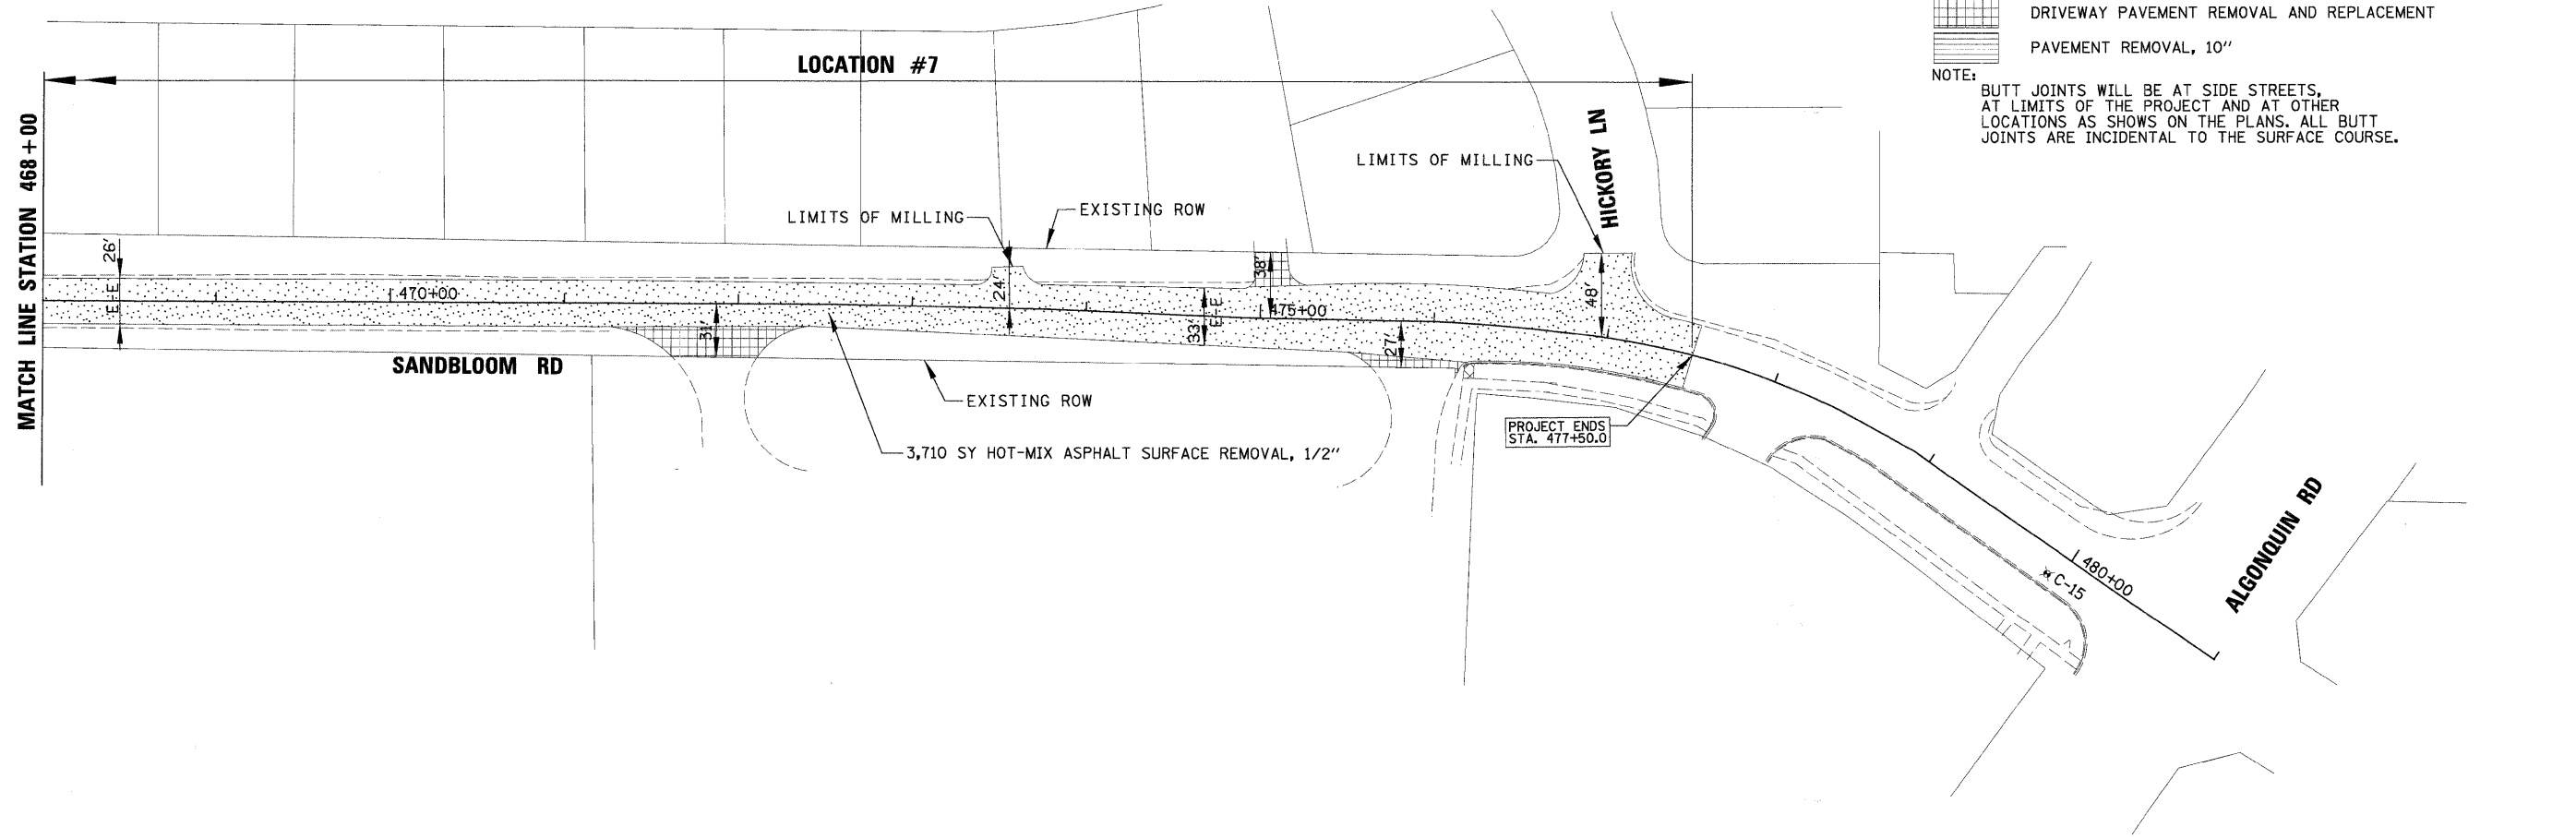 DRIVEWAY PAVEMENT REMOVAL AND REPLACEMENT
PAVEMENT REMOVAL, 10"
NOTE:
BUTT JOINTS WILL BE AT SIDE STREETS,
AT LIMITS OF THE PROJECT AND AT OTHER
LOCATIONS AS SHOWS ON THE PLANS. ALL BUTT
JOINTS ARE INCIDENTAL TO THE SURFACE COURSE.
LOCATION #7
MATCH LINE STATION 468+00
HICKORY LN
LIMITS OF MILLING
LIMITS OF MILLING
EXISTING ROW
26'
E-E
470+00
24'
38'
48'
31'
33'
E-E
475+00
27'
SANDBLOOM RD
EXISTING ROW
3,710 SY HOT-MIX ASPHALT SURFACE REMOVAL, 1/2"
PROJECT ENDS
STA. 477+50.0
C-15
480+00
ALGONQUIN RD